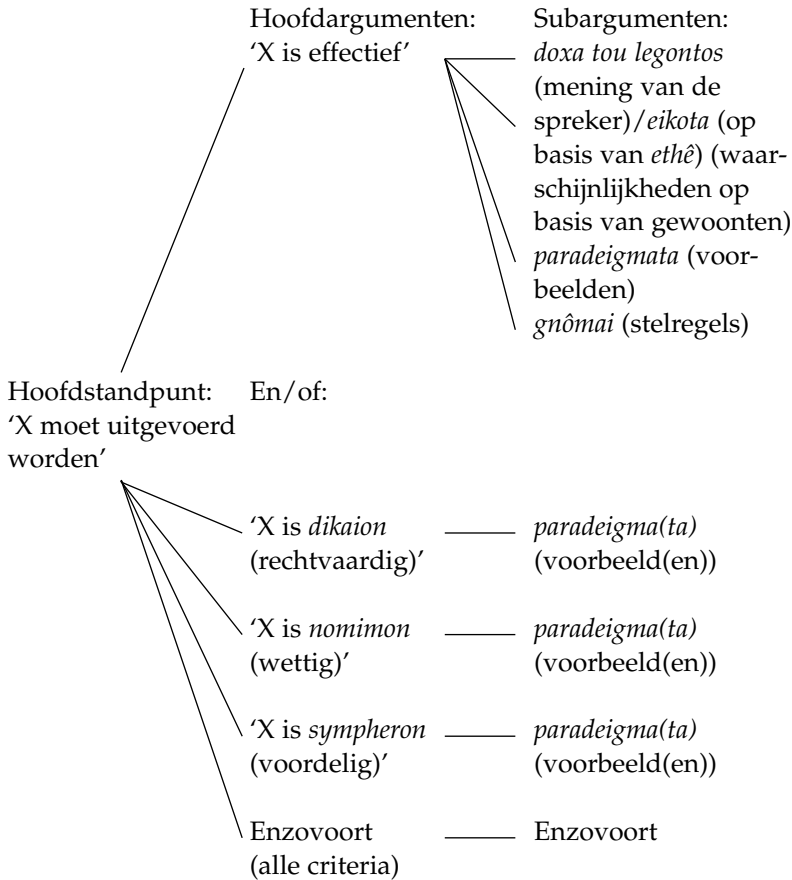 Hoofdargumenten:
‘X is effectief’
Subargumenten:
doxa tou legontos
(mening van de
spreker)/eikota (op
basis van ethê) (waar-
schijnlijkheden op
basis van gewoonten)
paradeigmata (voor-
beelden)
gnômai (stelregels)
Hoofdstandpunt:
‘X moet uitgevoerd
worden’
En/of:
‘X is dikaion
(rechtvaardig)’
paradeigma(ta)
(voorbeeld(en))
‘X is nomimon
(wettig)’
paradeigma(ta)
(voorbeeld(en))
‘X is sympheron
(voordelig)’
paradeigma(ta)
(voorbeeld(en))
Enzovoort
(alle criteria)
Enzovoort